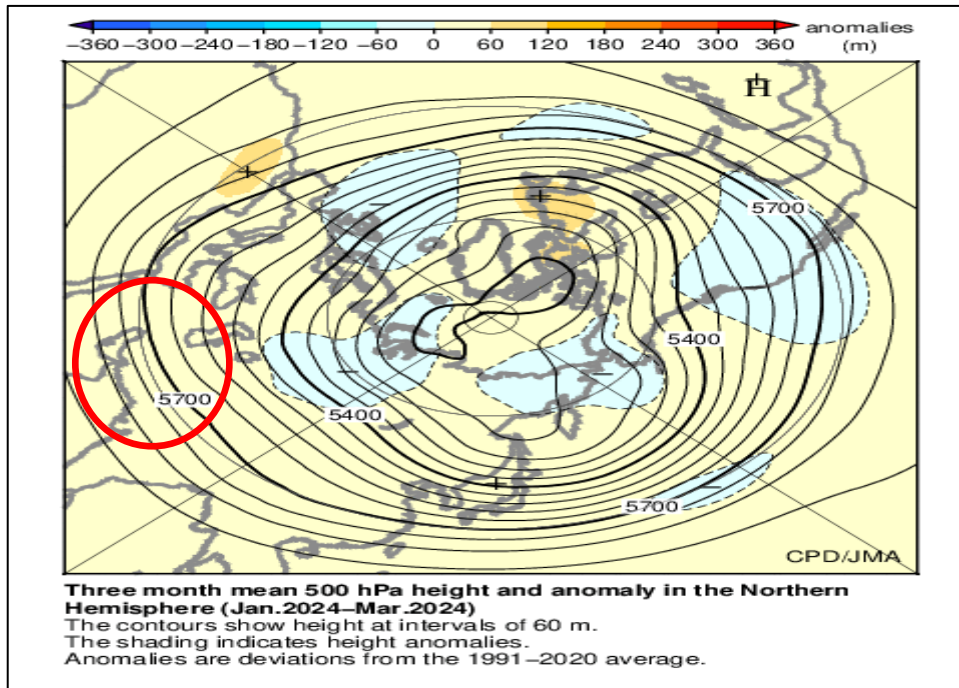 anomalies
−360 −300 −240 −180 −120 −60 0 60 120 180 240 300 360 (m)
H
5700
5400
5700
5400
5700
CPD/JMA
Three month mean 500 hPa height and anomaly in the Northern
Hemisphere (Jan.2024−Mar.2024)
The contours show height at intervals of 60 m.
The shading indicates height anomalies.
Anomalies are deviations from the 1991−2020 average.